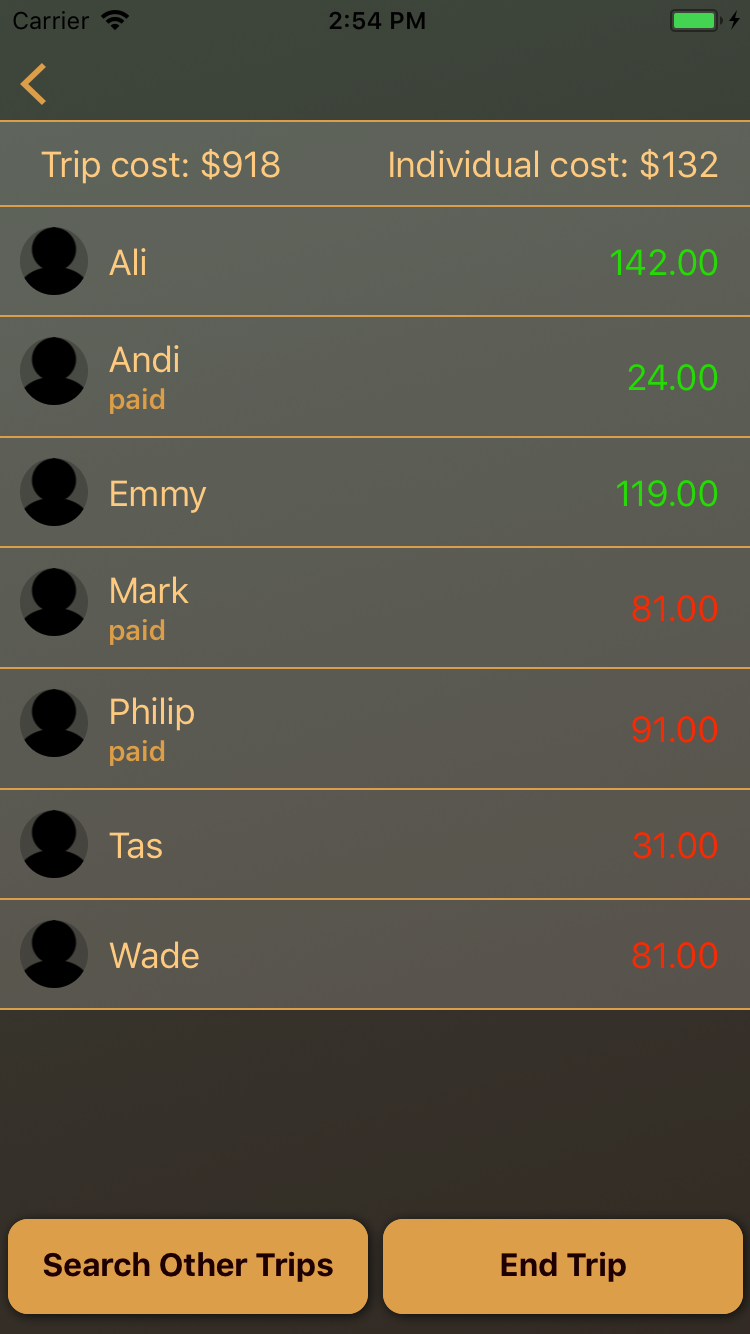 Carrier 2:54 PM
Trip cost: $918 Individual cost: $132
Ali 142.00
Andi
paid
24.00
Emmy 119.00
Mark
paid
81.00
Philip
paid
91.00
Tas 31.00
Wade 81.00
Search Other Trips End Trip